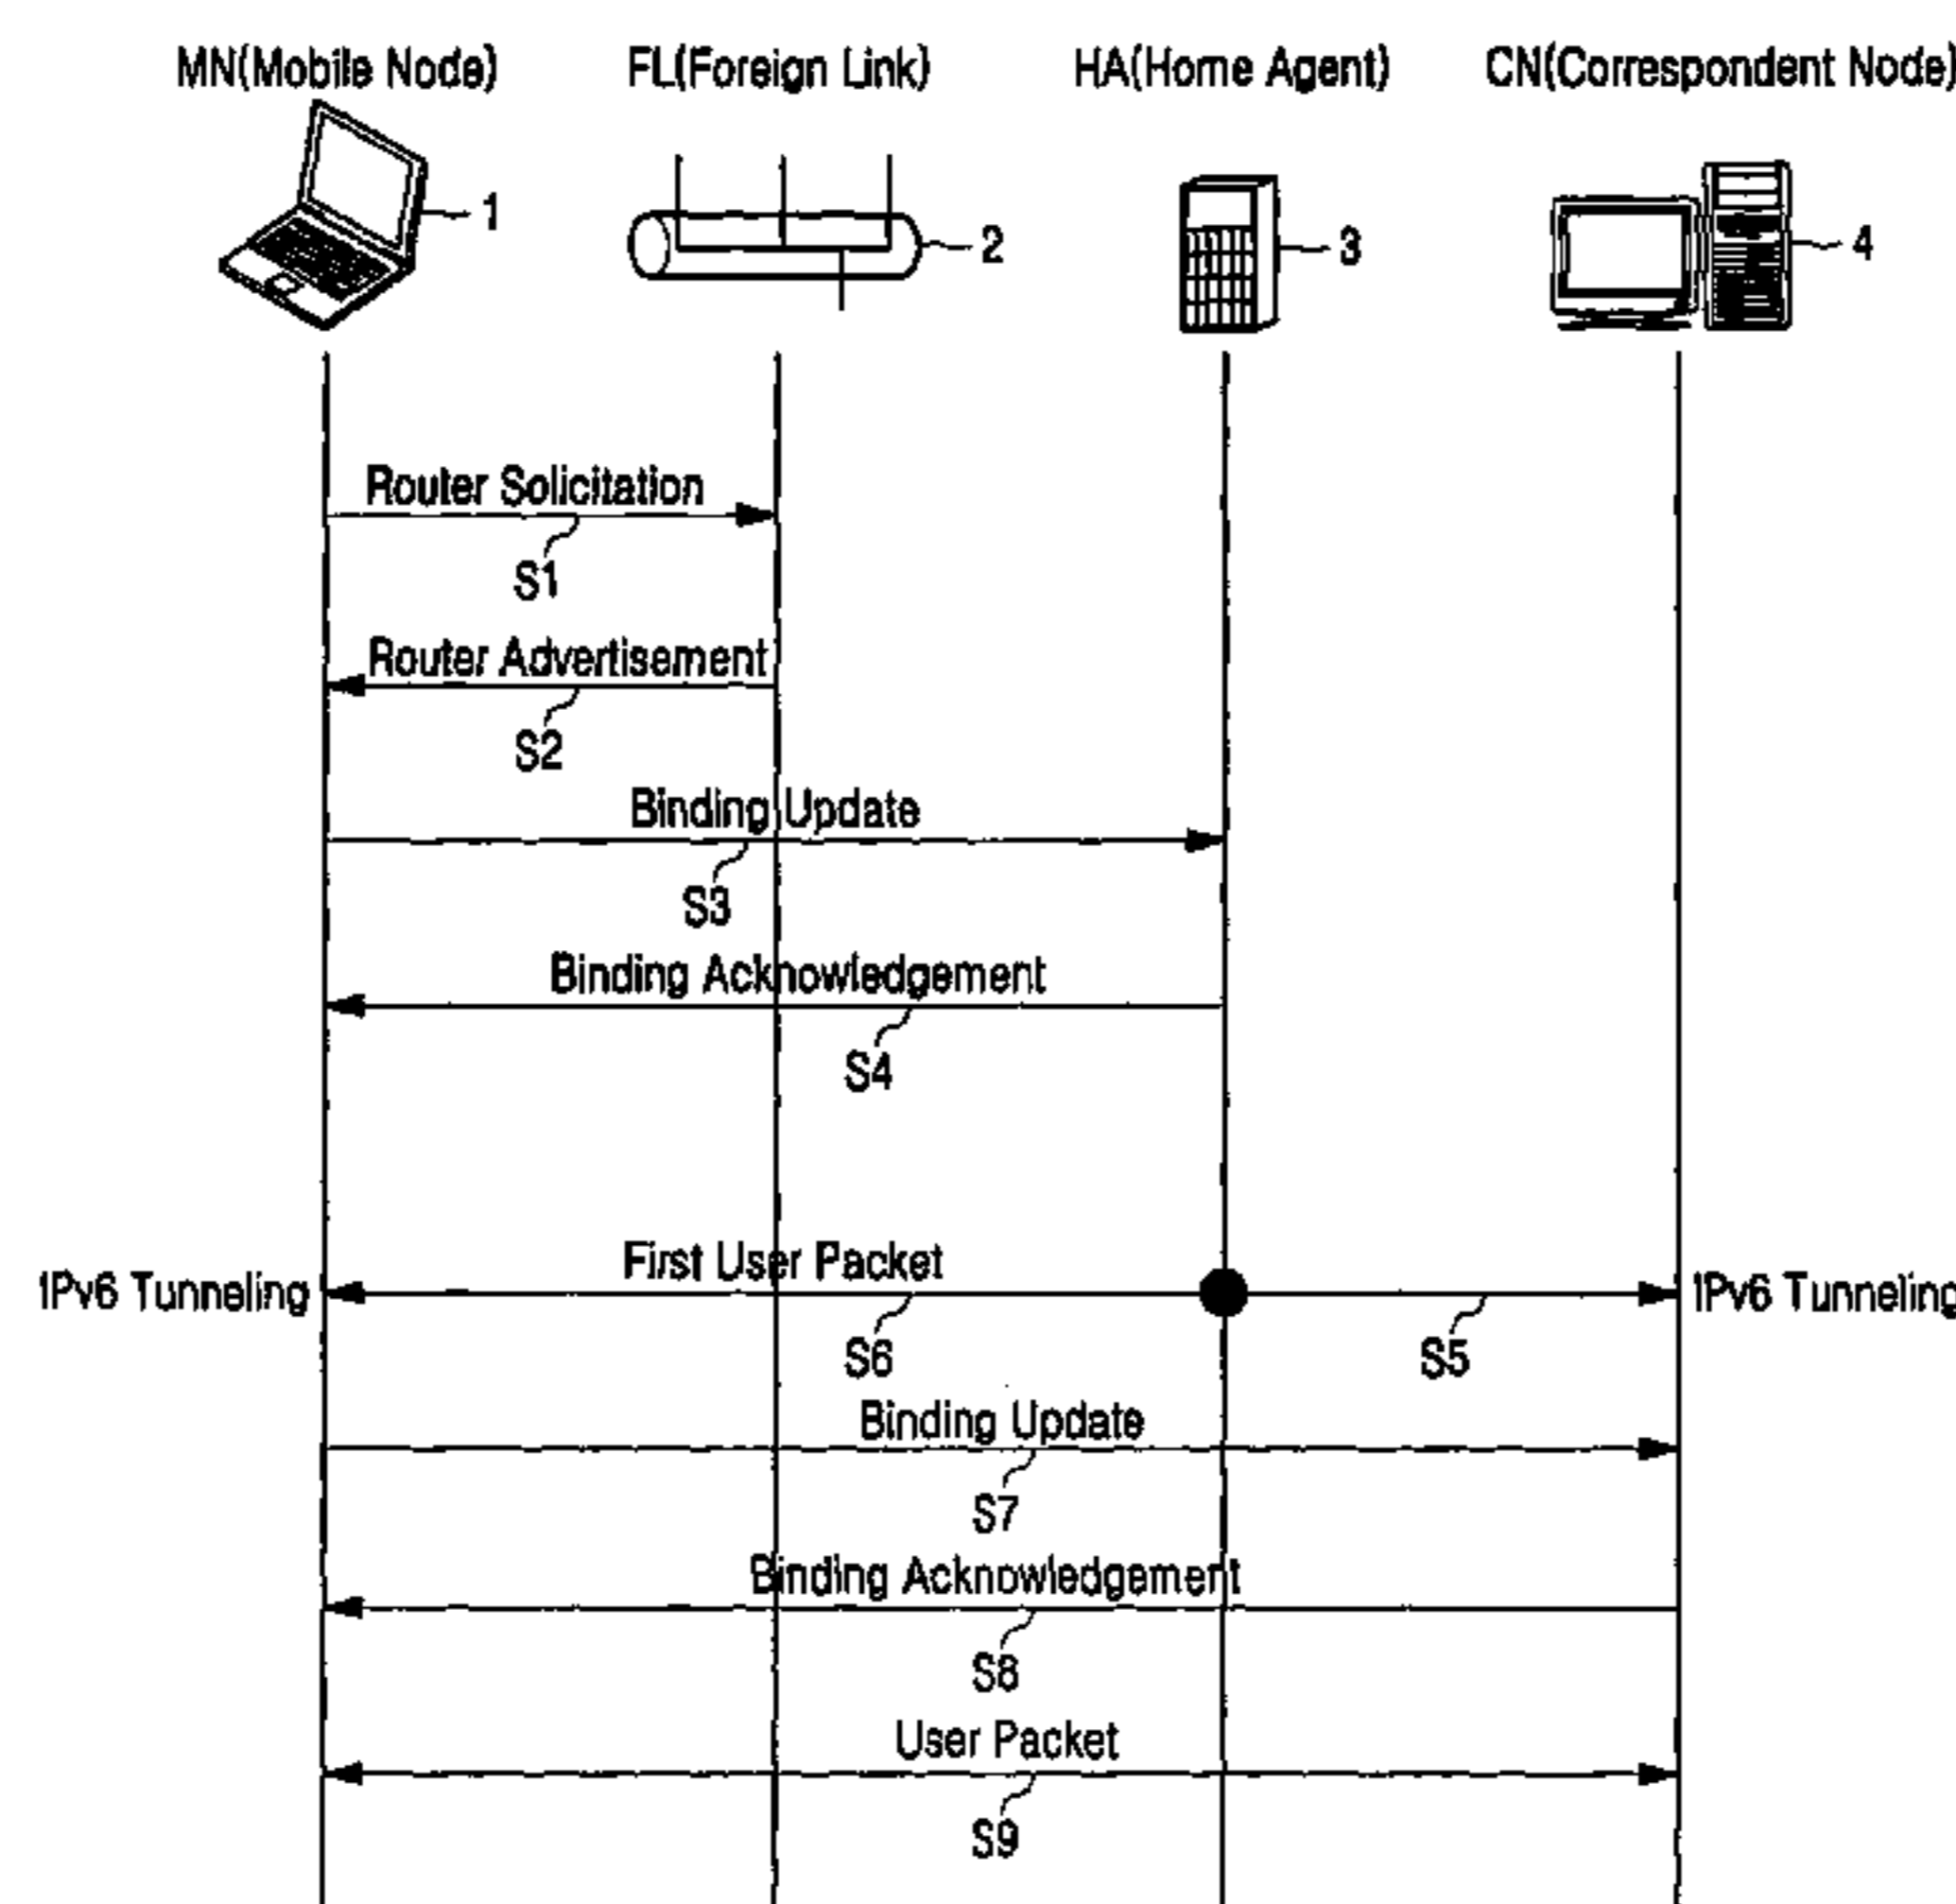 MN(Mobile Node) FL(Foreign Link) HA(Home Agent) CN(Correspondent Node)
1 2 3 4
Router Solicitation
S1
Router Advertisement
S2
Binding Update
S3
Binding Acknowledgement
S4
First User Packet
IPv6 Tunneling IPv6 Tunneling
S6 S5
Binding Update
S7
Binding Acknowledgement
S8
User Packet
S9